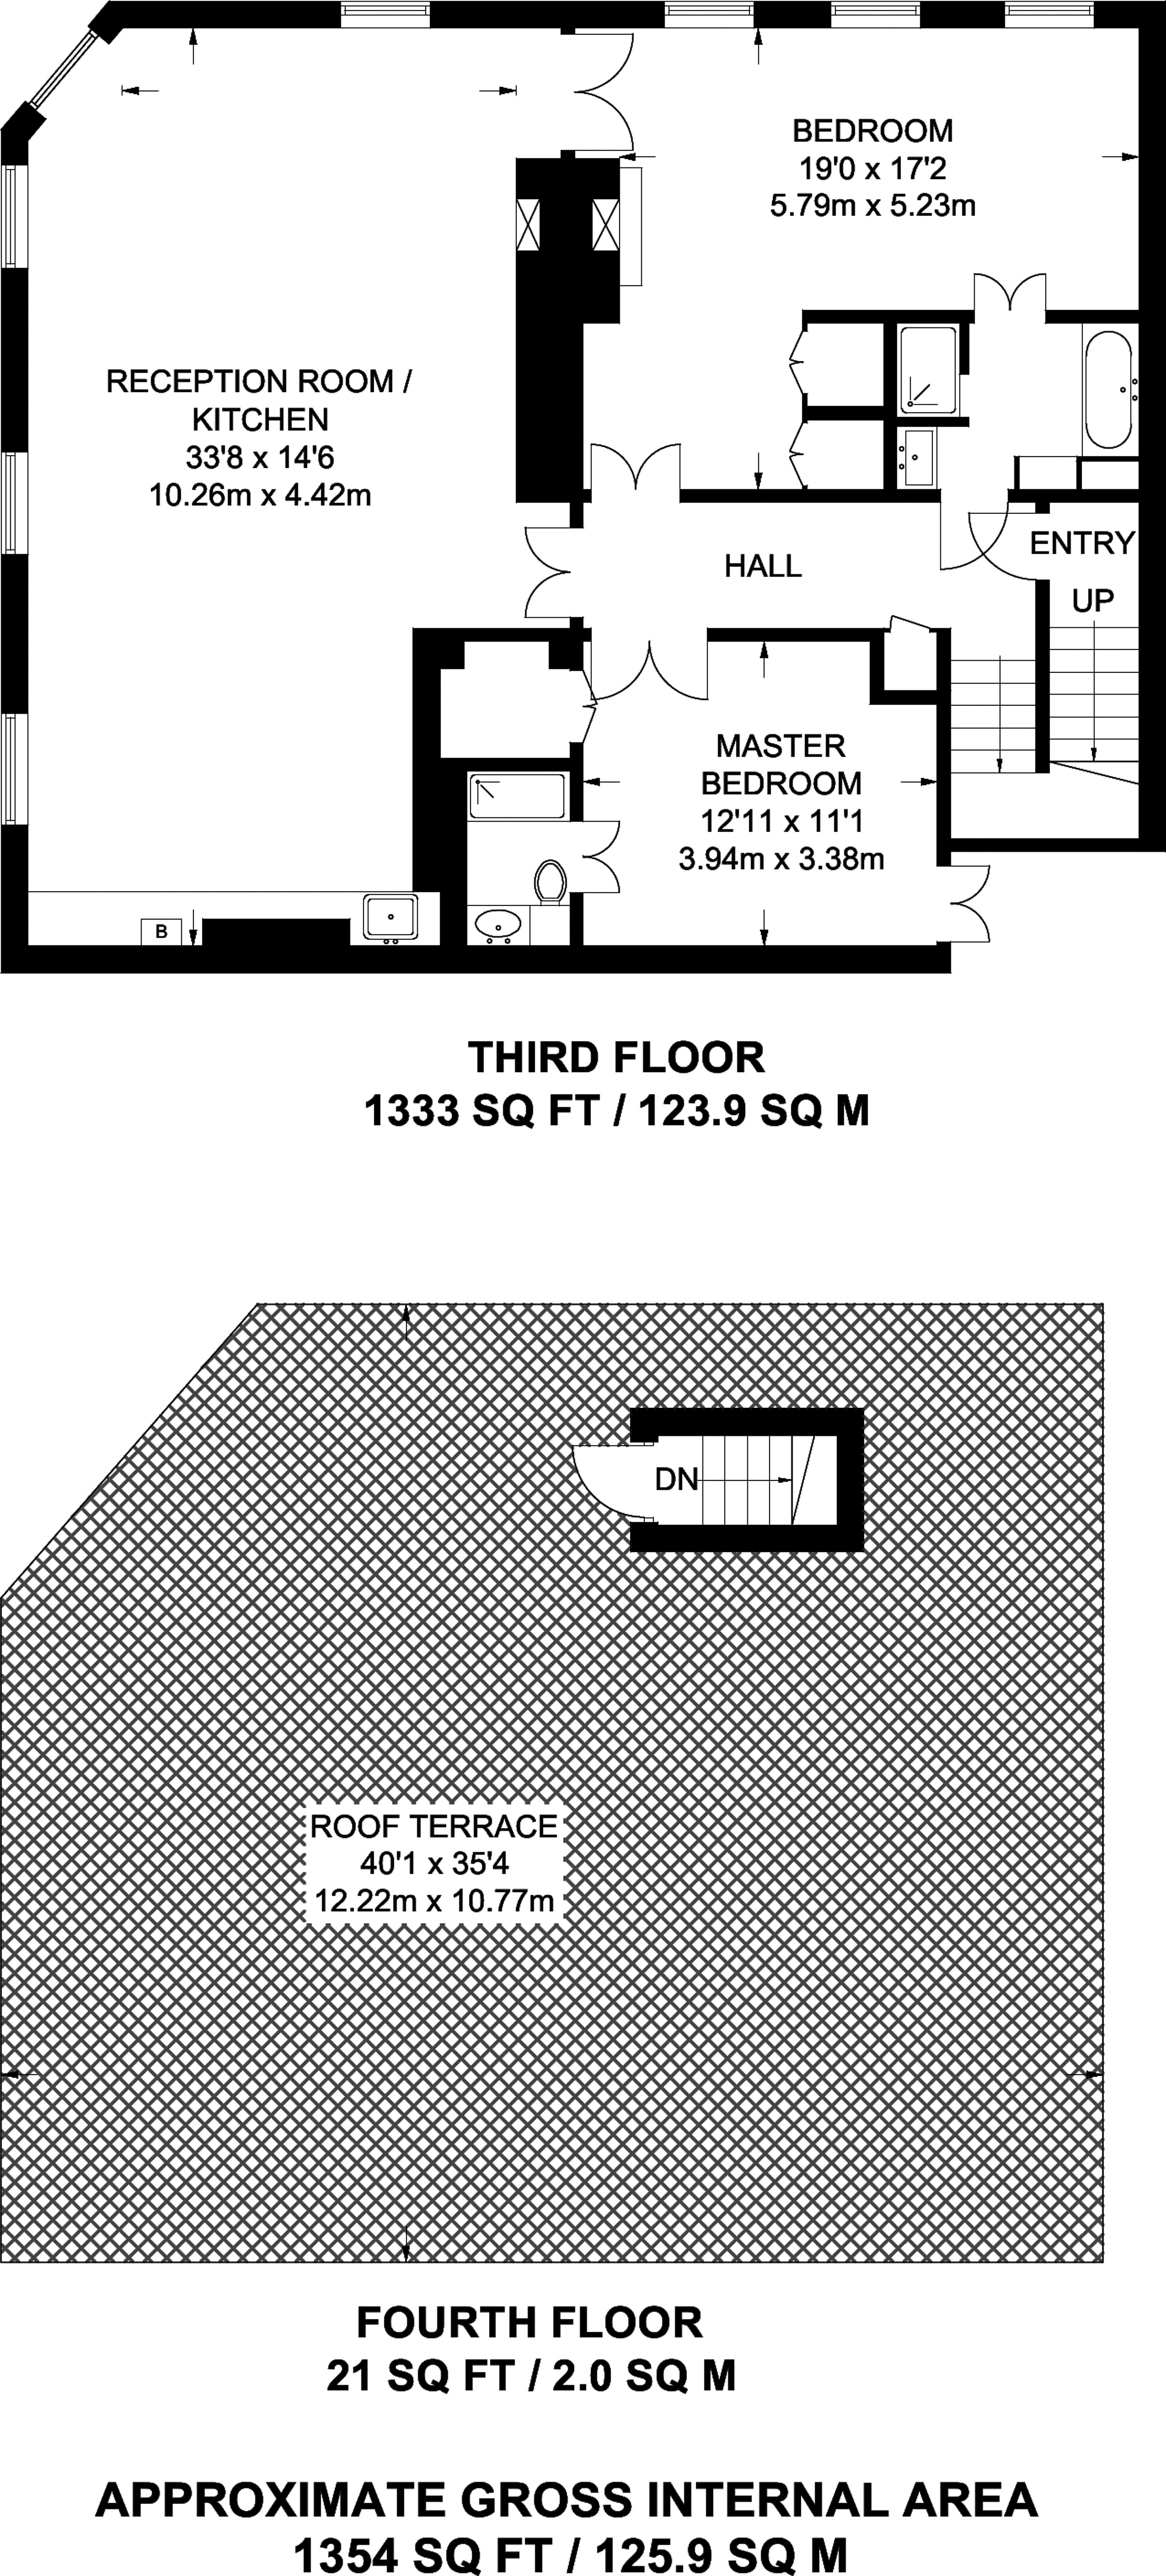 BEDROOM
19'0 x 17'2
5.79m x 5.23m
RECEPTION ROOM /
KITCHEN
33'8 x 14'6
10.26m x 4.42m
HALL
ENTRY
UP
MASTER
BEDROOM
12'11 x 11'1
3.94m x 3.38m
B
THIRD FLOOR
1333 SQ FT / 123.9 SQ M
DN
ROOF TERRACE
40'1 x 35'4
12.22m x 10.77m
FOURTH FLOOR
21 SQ FT / 2.0 SQ M
APPROXIMATE GROSS INTERNAL AREA
1354 SQ FT / 125.9 SQ M